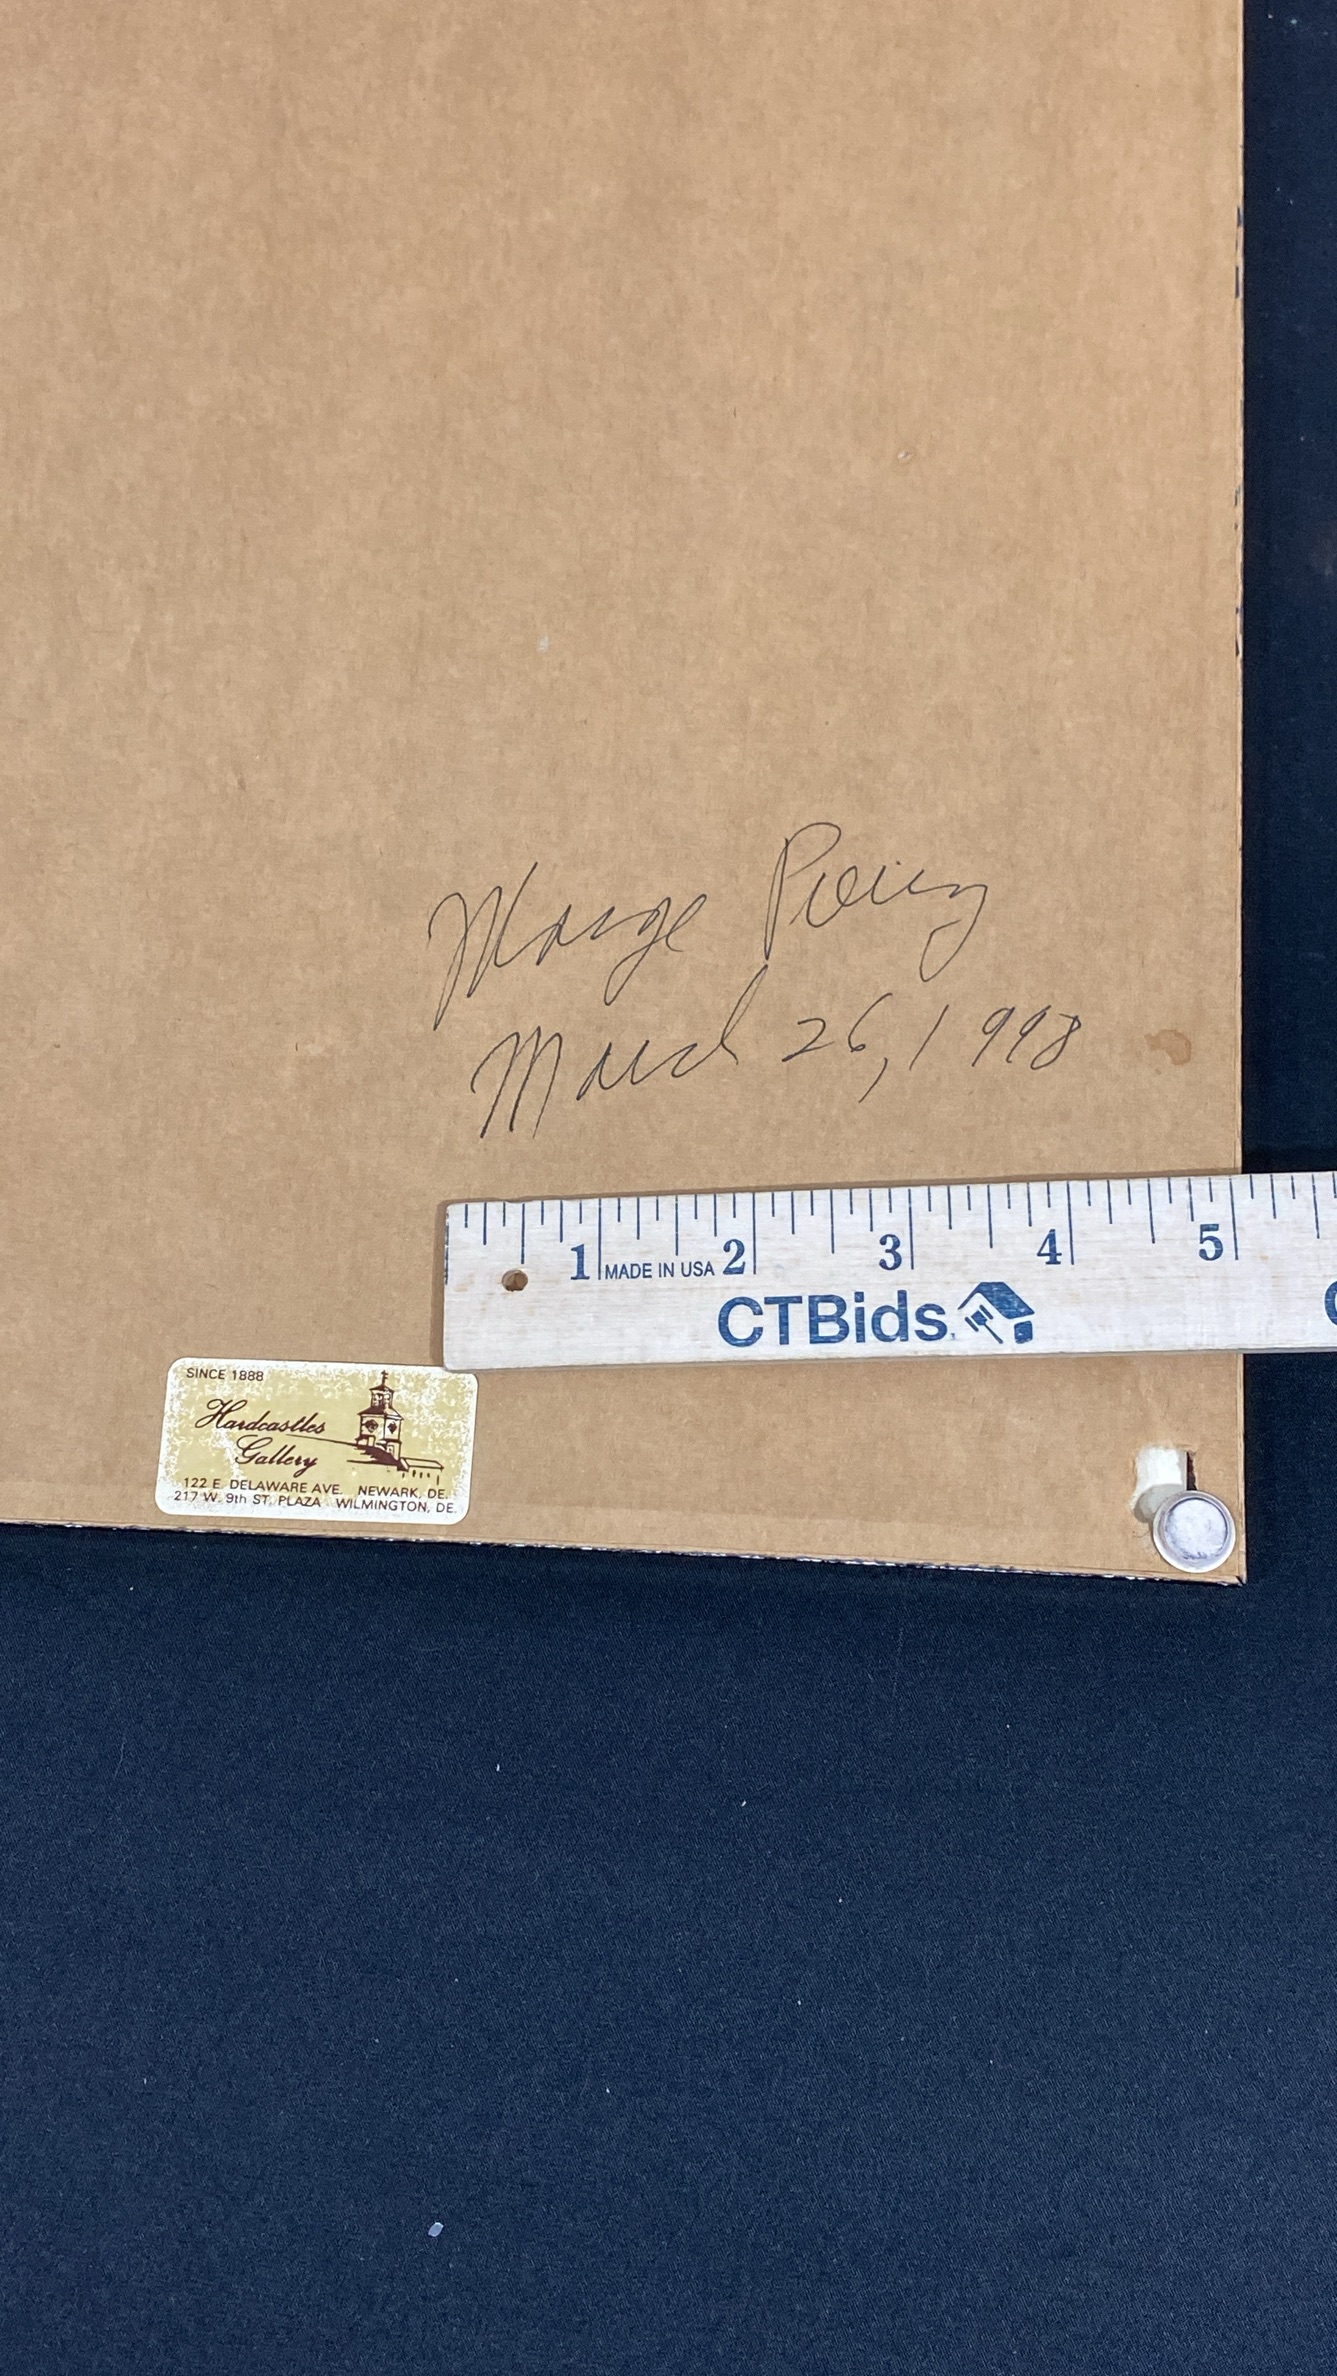 Marge
March 26, 1998
1 MADE IN USA 2 3 4 5
CTBids
SINCE 1888
Hardcastles
Gallery
122 E. DELAWARE AVE. NEWARK, DE.
217 W. 9th ST. PLAZA WILMINGTON, DE.